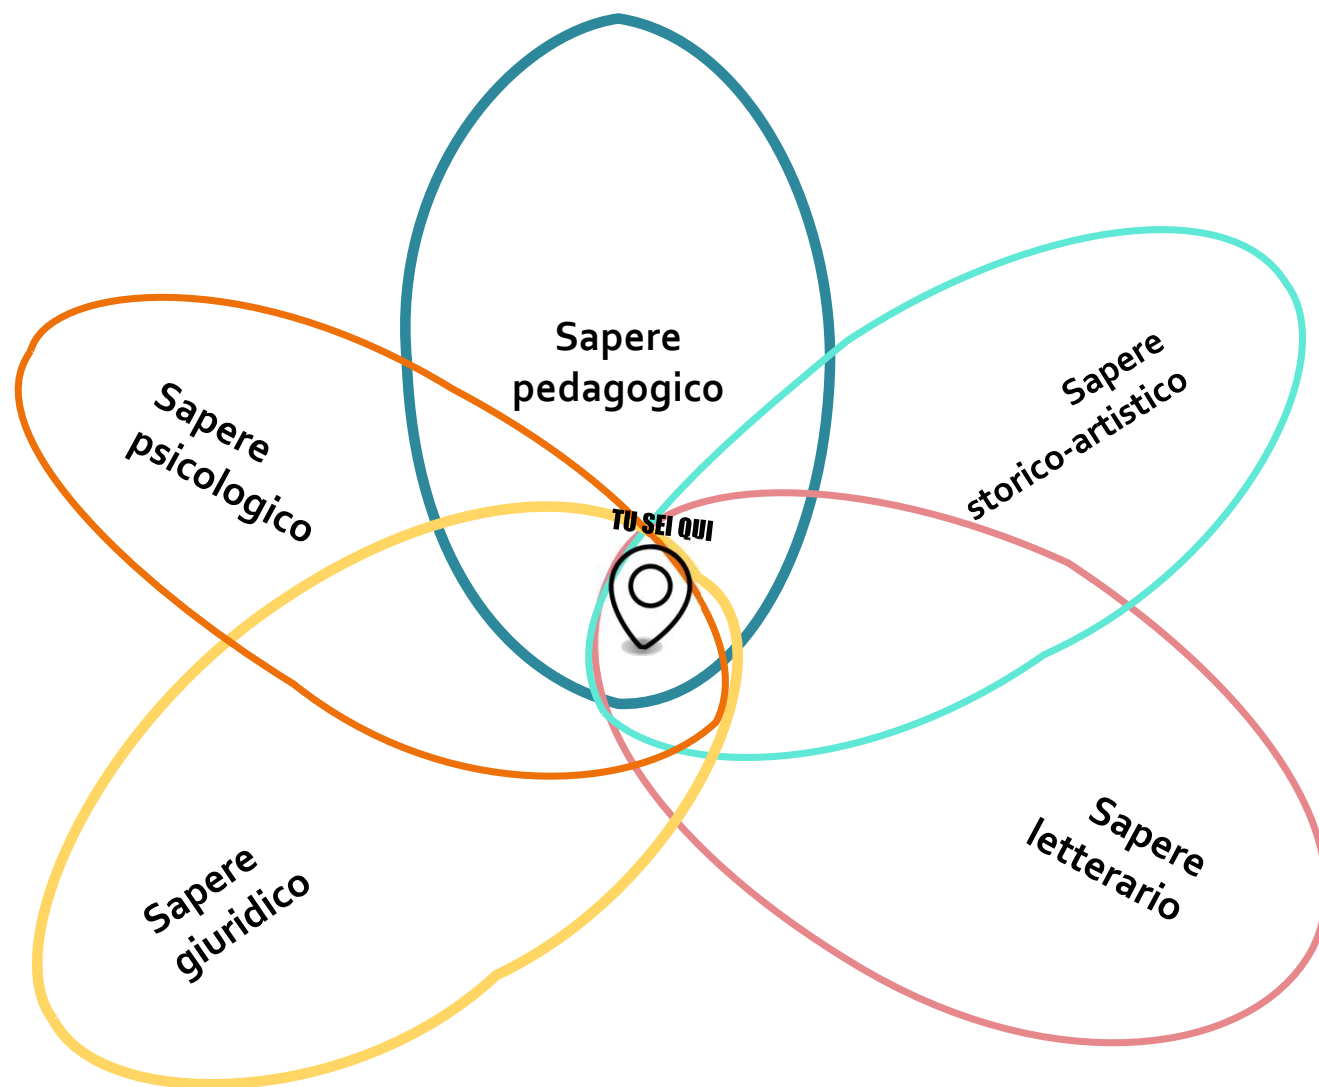 Sapere
pedagogico
Sapere
storico-artistico
Sapere
psicologico
TU SEI QUI
Sapere
letterario
Sapere
giuridico